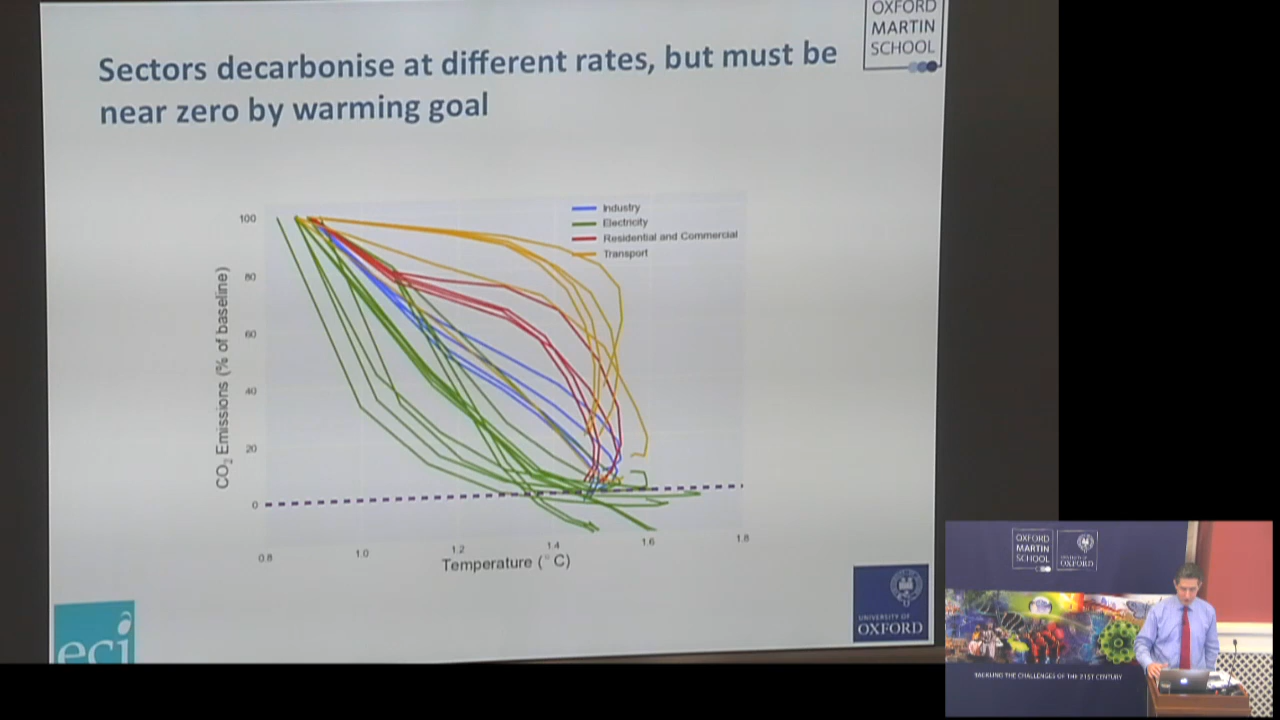 OXFORD
MARTIN
SCHOOL
Sectors decarbonise at different rates, but must be
near zero by warming goal
Industry
Electricity
Residential and Commercial
Transport
100
80
60
40
20
0
CO2 Emissions (% of baseline)
0.8
1.0
1.2
1.4
1.6
1.8
Temperature (°C)
eci
UNIVERSITY OF
OXFORD
OXFORD
MARTIN
SCHOOL
UNIVERSITY OF
OXFORD
TACKLING THE CHALLENGES OF THE 21ST CENTURY